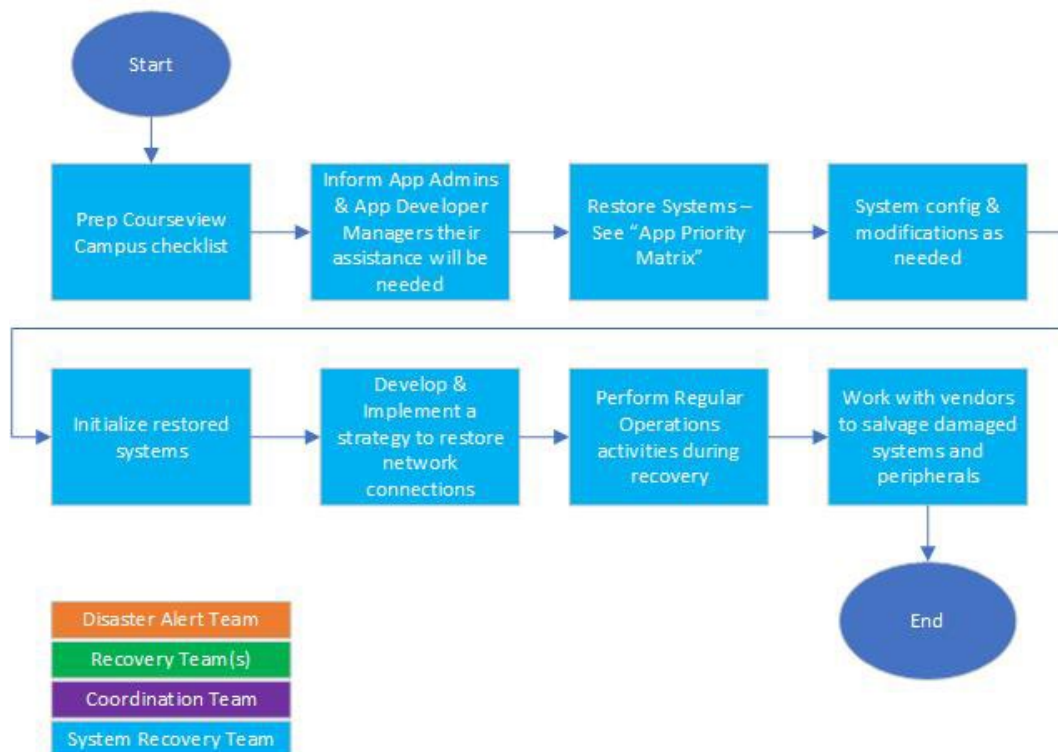 Start
Prep Courseview
Campus checklist
Inform App Admins
& App Developer
Managers their
assistance will be
needed
Restore Systems –
See “App Priority
Matrix”
System config &
modifications as
needed
Initialize restored
systems
Develop &
Implement a
strategy to restore
network
connections
Perform Regular
Operations
activities during
recovery
Work with vendors
to salvage damaged
systems and
peripherals
End
Disaster Alert Team
Recovery Team(s)
Coordination Team
System Recovery Team